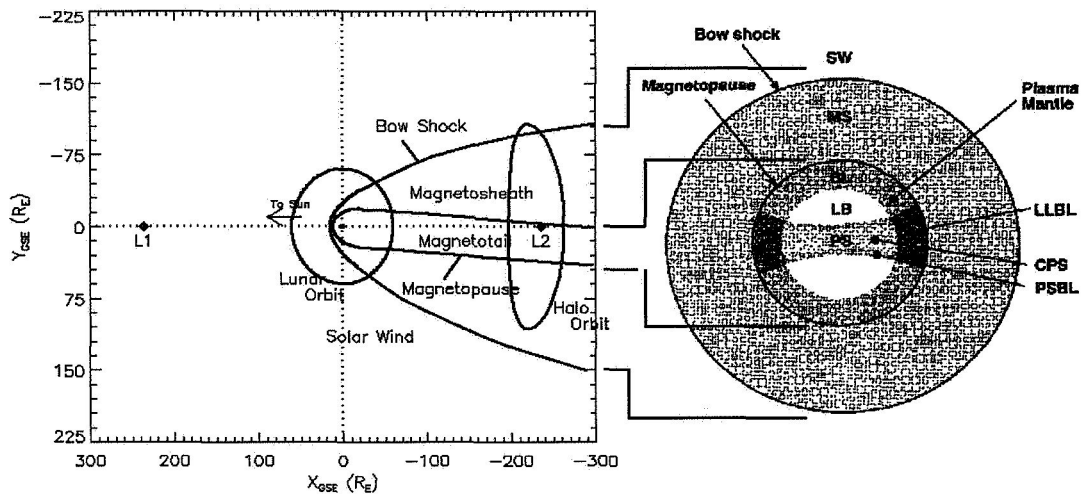 -225
-150
-75
0
75
150
225
Y_GSE (R_E)
300
200
100
0
-100
-200
-300
X_GSE (R_E)
Bow Shock
Magnetosheath
To Sun
L1
L2
Magnetotail
Magnetopause
Lunar
Orbit
Halo
Orbit
Solar Wind
Bow shock
SW
Magnetopause
Plasma
Mantle
MS
LB
LLBL
PS
CPS
PSBL